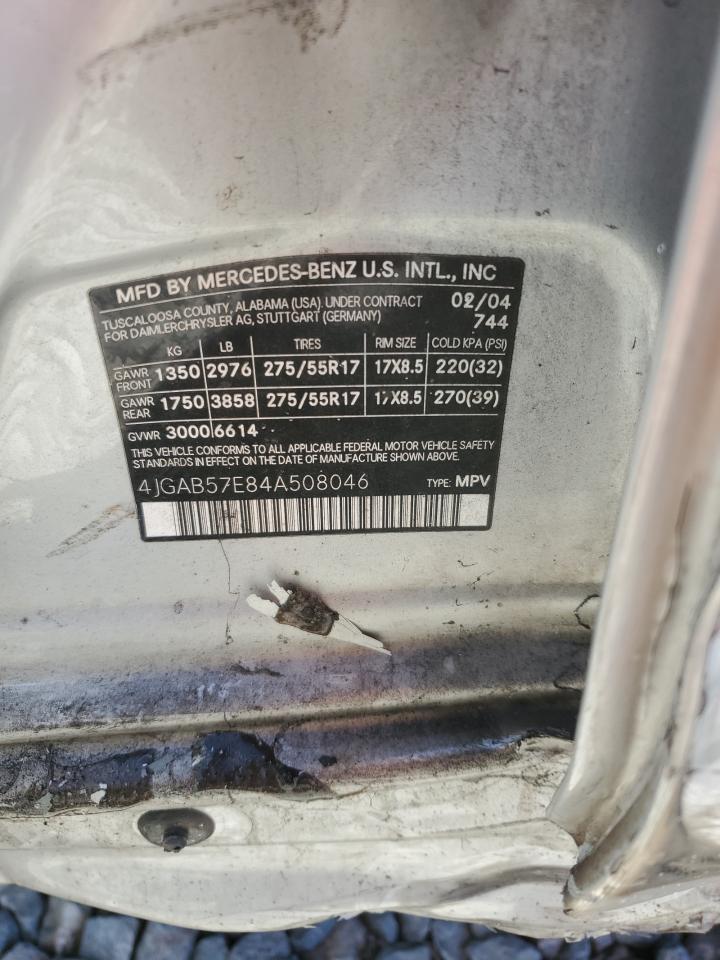 MFD BY MERCEDES-BENZ U.S. INTL., INC
TUSCALOOSA COUNTY, ALABAMA (USA). UNDER CONTRACT 02/04
FOR DAIMLERCHRYSLER AG, STUTTGART (GERMANY) 744
KG LB TIRES RIM SIZE COLD KPA (PSI)
GAWR FRONT 1350 2976 275/55R17 17X8.5 220(32)
GAWR REAR 1750 3858 275/55R17 17X8.5 270(39)
GVWR 3000 6614
THIS VEHICLE CONFORMS TO ALL APPLICABLE FEDERAL MOTOR VEHICLE SAFETY
STANDARDS IN EFFECT ON THE DATE OF MANUFACTURE SHOWN ABOVE.
4JGAB57E84A508046 TYPE: MPV